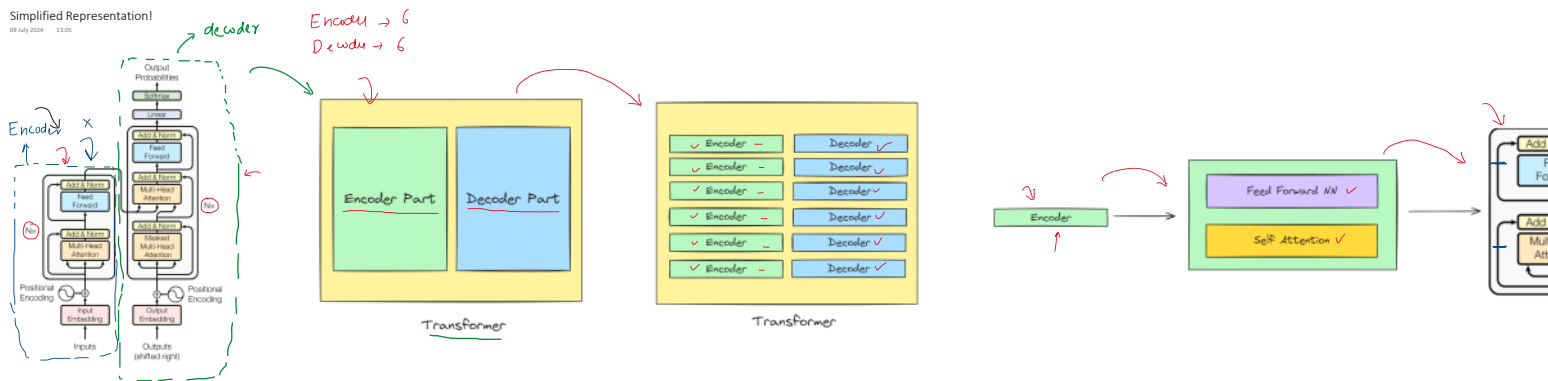 Simplified Representation!
09 July 2024 13:05
decoder
Encoder → 6
Decoder → 6
Encoder
x
Output
Probabilities
Softmax
Linear
Add & Norm
Feed
Forward
Add & Norm
Multi-Head
Attention
Nx
Add & Norm
Masked
Multi-Head
Attention
Positional
Encoding
Output
Embedding
Outputs
(shifted right)
Add & Norm
Feed
Forward
Nx
Add & Norm
Multi-Head
Attention
Positional
Encoding
Input
Embedding
Inputs
Encoder Part
Decoder Part
Transformer
Encoder Decoder
Encoder Decoder
Encoder Decoder
Encoder Decoder
Encoder Decoder
Encoder Decoder
Transformer
Encoder
Feed Forward NN
Self Attention
Add
F
Fo
Add
Mul
Att